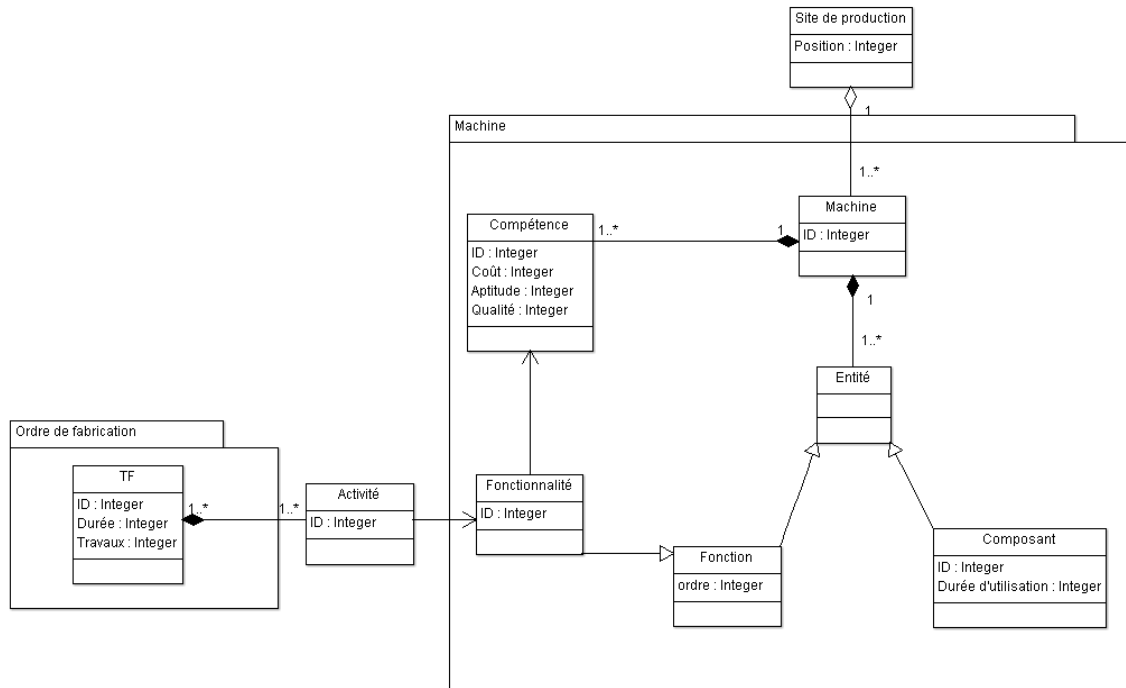 Site de production
Position : Integer
1
Machine
1..*
Machine
ID : Integer
1
1
Compétence
1..*
ID : Integer
Coût : Integer
Aptitude : Integer
Qualité : Integer
1..*
Entité
Ordre de fabrication
TF
ID : Integer
Durée : Integer
Travaux : Integer
1..*
1..*
Activité
ID : Integer
Fonctionnalité
ID : Integer
Fonction
ordre : Integer
Composant
ID : Integer
Durée d'utilisation : Integer